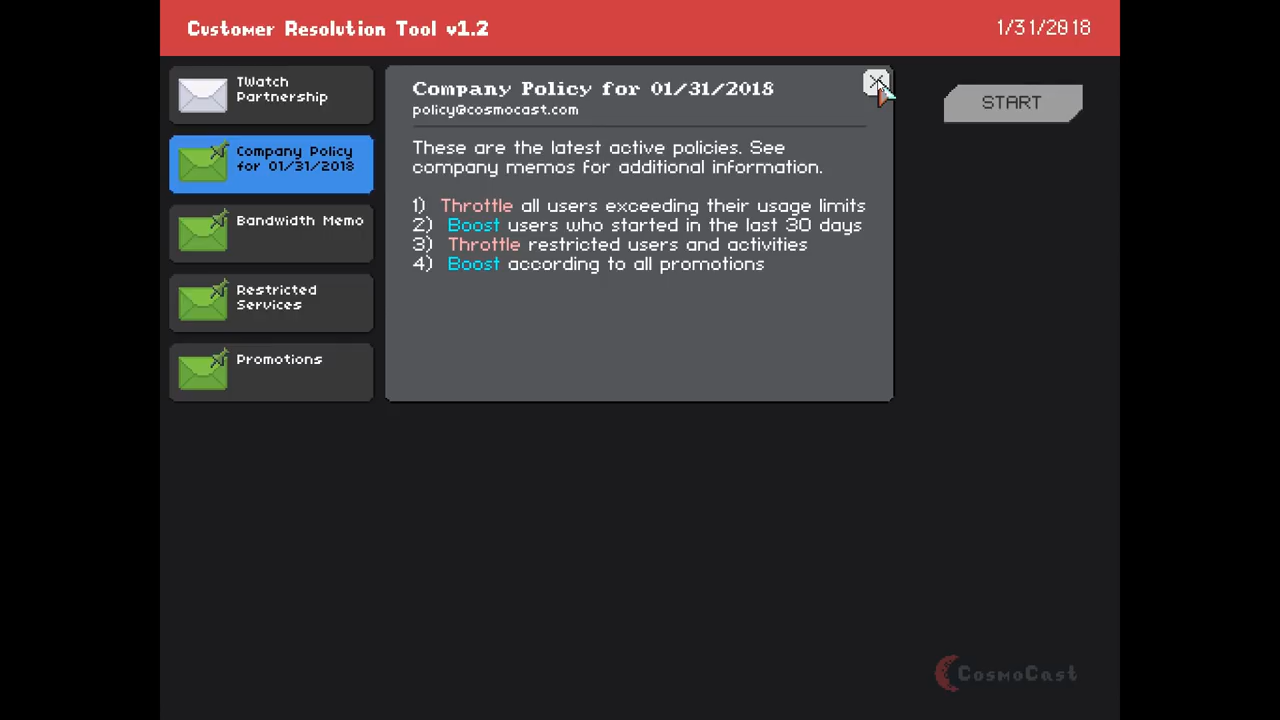 Customer Resolution Tool v1.2
1/31/2018
TWatch
Partnership
Company Policy
for 01/31/2018
Bandwidth Memo
Restricted
Services
Promotions
Company Policy for 01/31/2018
policy@cosmocast.com
These are the latest active policies. See
company memos for additional information.
1) Throttle all users exceeding their usage limits
2) Boost users who started in the last 30 days
3) Throttle restricted users and activities
4) Boost according to all promotions
START
CosmoCast